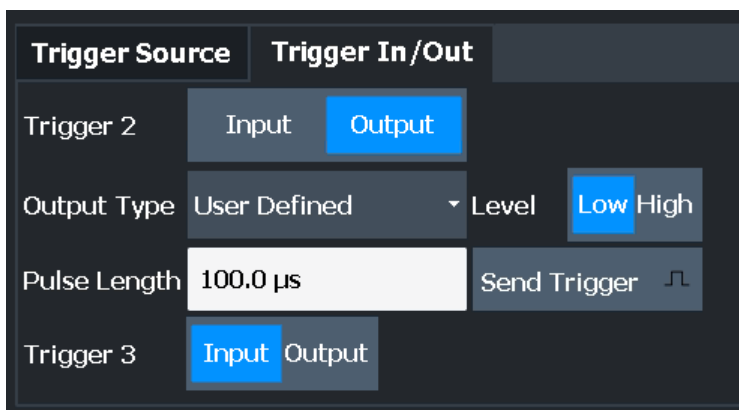 Trigger Source Trigger In/Out
Trigger 2 Input Output
Output Type User Defined Level Low High
Pulse Length 100.0 µs Send Trigger
Trigger 3 Input Output